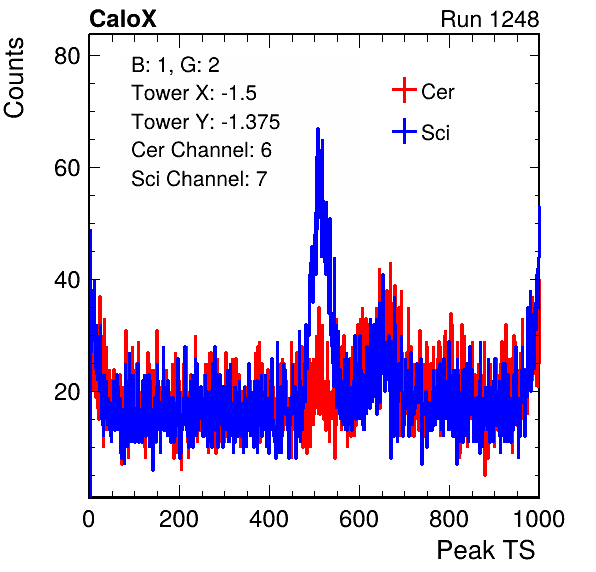 CaloX Run 1248
Counts
80
60
40
20
B: 1, G: 2
Tower X: -1.5
Tower Y: -1.375
Cer Channel: 6
Sci Channel: 7
Cer
Sci
0 200 400 600 800 1000
Peak TS